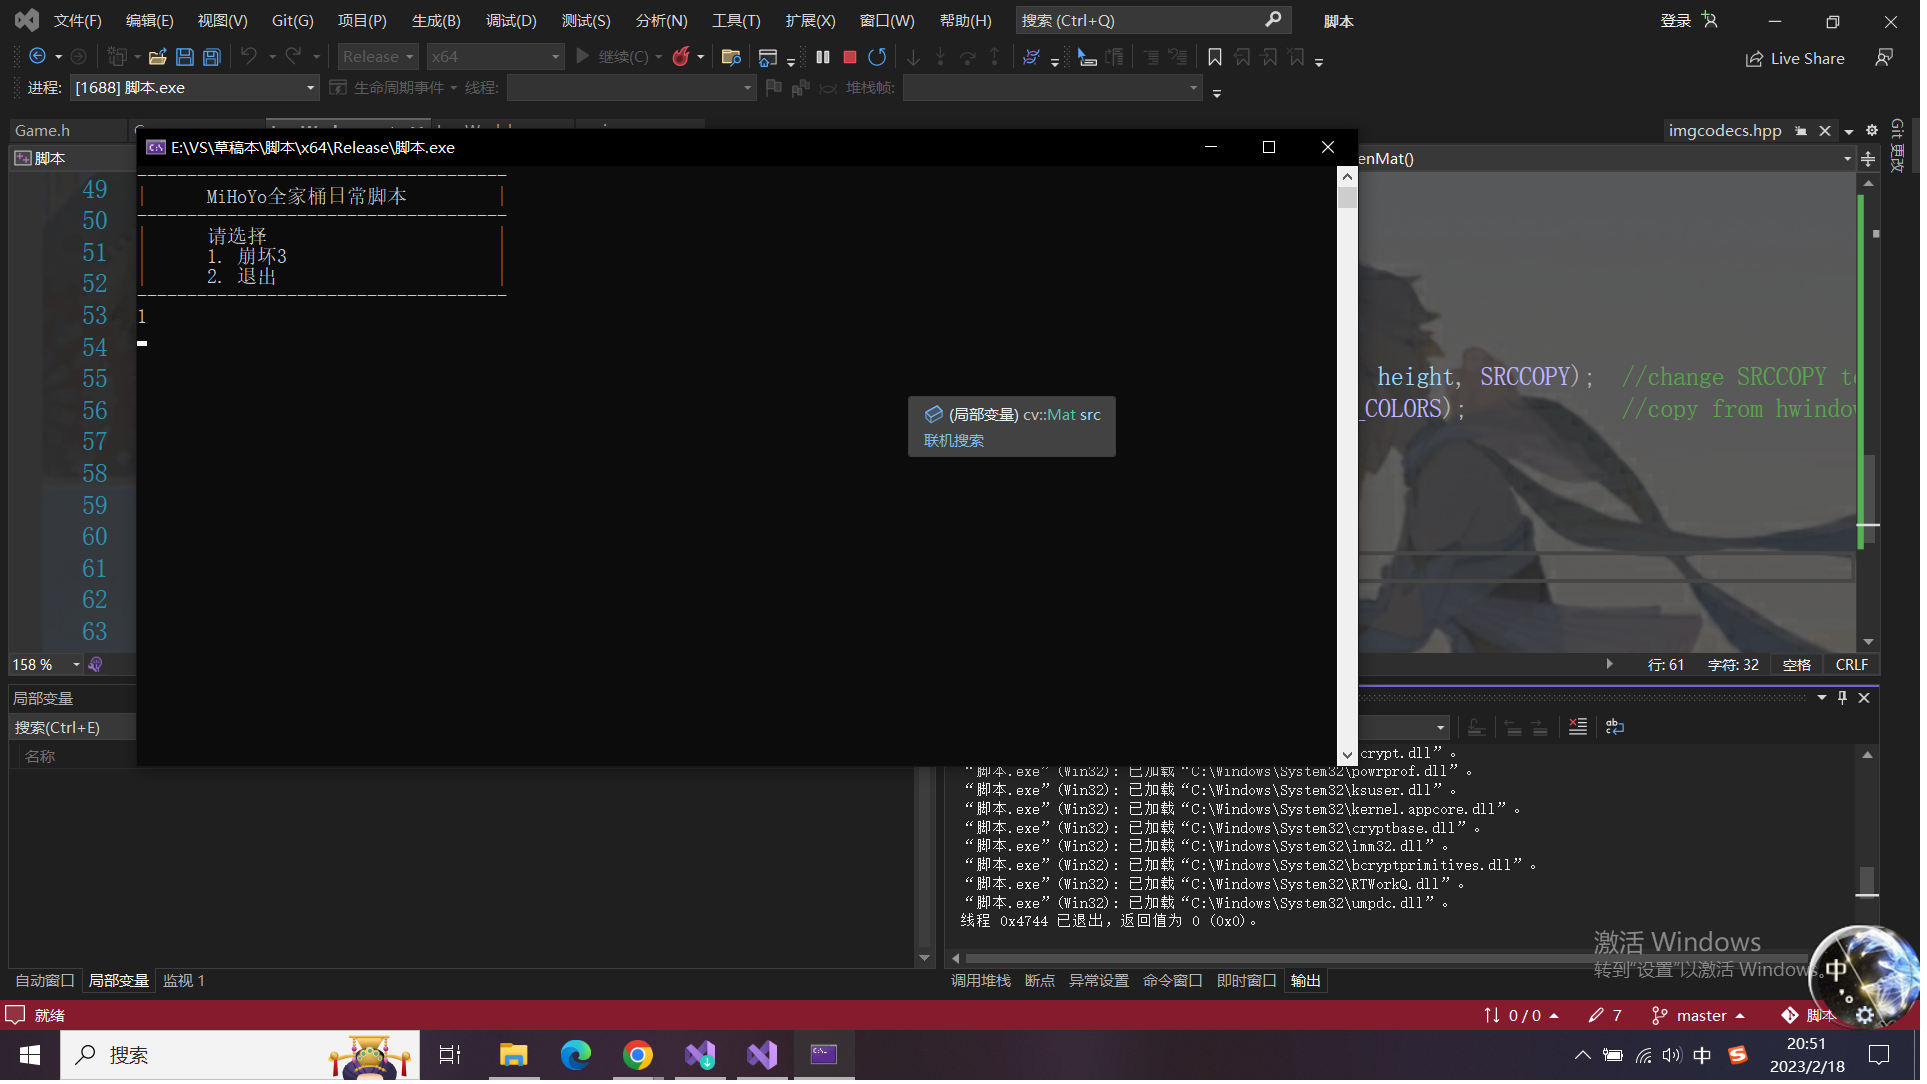 文件(F) 编辑(E) 视图(V) Git(G) 项目(P) 生成(B) 调试(D) 测试(S) 分析(N) 工具(T) 扩展(X) 窗口(W) 帮助(H) 搜索 (Ctrl+Q) 脚本 登录
Release x64 继续(C) Live Share
进程: [1688] 脚本.exe 生命周期事件 线程: 堆栈帧:
Game.h imgcodecs.hpp Git 更改
脚本 enMat()
E:\VS\草稿本\脚本\x64\Release\脚本.exe
MiHoYo全家桶日常脚本
请选择
1. 崩坏3
2. 退出
1
49
50
51
52
53
54
55
56
57
58
59
60
61
62
63
height, SRCCOPY); //change SRCCOPY to
_COLORS); //copy from hwindow
(局部变量) cv::Mat src
联机搜索
158 % 行: 61 字符: 32 空格 CRLF
局部变量
搜索(Ctrl+E)
名称
crypt.dll”。
“脚本.exe”(Win32): 已加载“C:\Windows\System32\powrprof.dll”。
“脚本.exe”(Win32): 已加载“C:\Windows\System32\ksuser.dll”。
“脚本.exe”(Win32): 已加载“C:\Windows\System32\kernel.appcore.dll”。
“脚本.exe”(Win32): 已加载“C:\Windows\System32\cryptbase.dll”。
“脚本.exe”(Win32): 已加载“C:\Windows\System32\imm32.dll”。
“脚本.exe”(Win32): 已加载“C:\Windows\System32\bcryptprimitives.dll”。
“脚本.exe”(Win32): 已加载“C:\Windows\System32\RTWorkQ.dll”。
“脚本.exe”(Win32): 已加载“C:\Windows\System32\umpdc.dll”。
线程 0x4744 已退出，返回值为 0 (0x0)。
激活 Windows
转到“设置”以激活 Windows。
自动窗口 局部变量 监视 1
调用堆栈 断点 异常设置 命令窗口 即时窗口 输出
中
就绪 0 / 0 7 master 脚本
搜索 中 20:51
2023/2/18